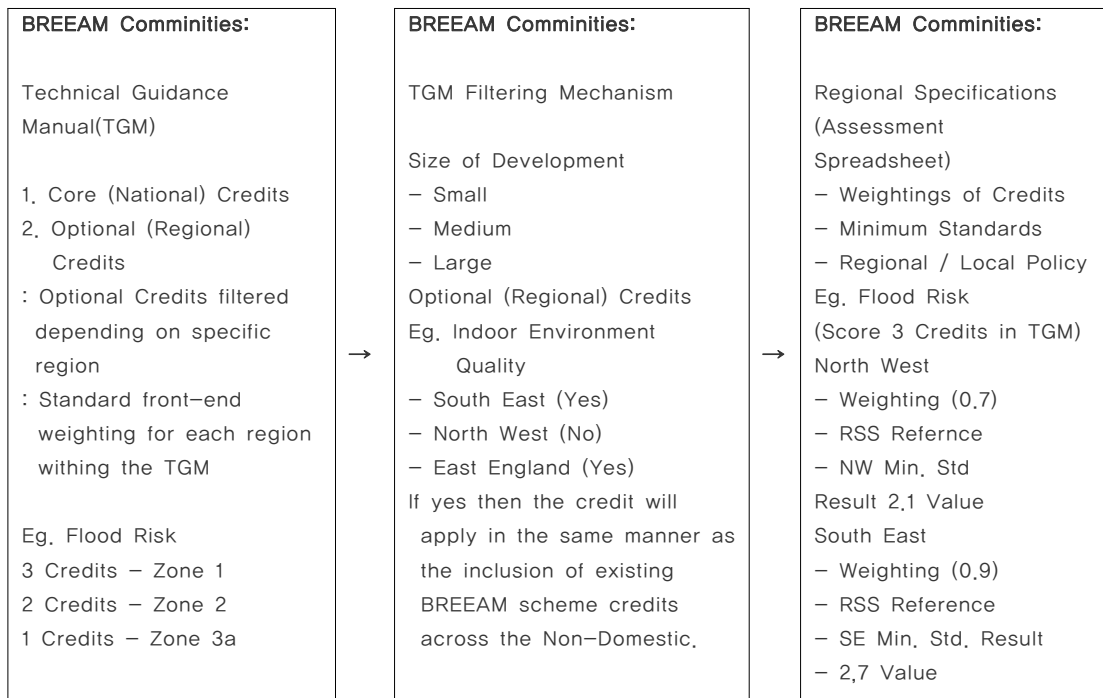 BREEAM Comminities:
Technical Guidance
Manual(TGM)
1. Core (National) Credits
2. Optional (Regional)
Credits
: Optional Credits filtered
depending on specific
region
: Standard front-end
weighting for each region
withing the TGM
Eg. Flood Risk
3 Credits - Zone 1
2 Credits - Zone 2
1 Credits - Zone 3a
→
BREEAM Comminities:
TGM Filtering Mechanism
Size of Development
- Small
- Medium
- Large
Optional (Regional) Credits
Eg. Indoor Environment
Quality
- South East (Yes)
- North West (No)
- East England (Yes)
If yes then the credit will
apply in the same manner as
the inclusion of existing
BREEAM scheme credits
across the Non-Domestic.
→
BREEAM Comminities:
Regional Specifications
(Assessment
Spreadsheet)
- Weightings of Credits
- Minimum Standards
- Regional / Local Policy
Eg. Flood Risk
(Score 3 Credits in TGM)
North West
- Weighting (0.7)
- RSS Refernce
- NW Min. Std
Result 2.1 Value
South East
- Weighting (0.9)
- RSS Reference
- SE Min. Std. Result
- 2.7 Value